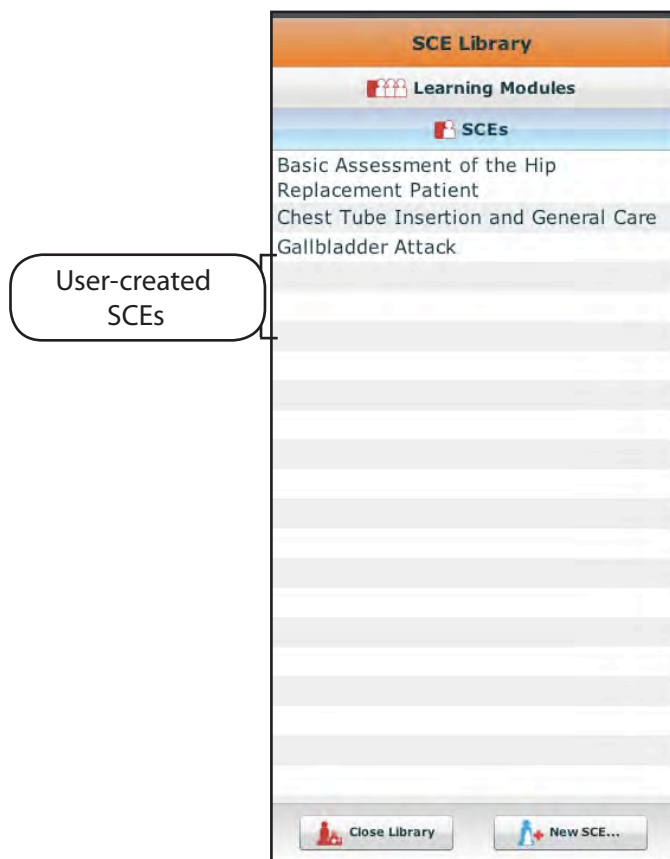 SCE Library
Learning Modules
SCEs
Basic Assessment of the Hip
Replacement Patient
Chest Tube Insertion and General Care
Gallbladder Attack
User-created
SCEs
Close Library
New SCE...